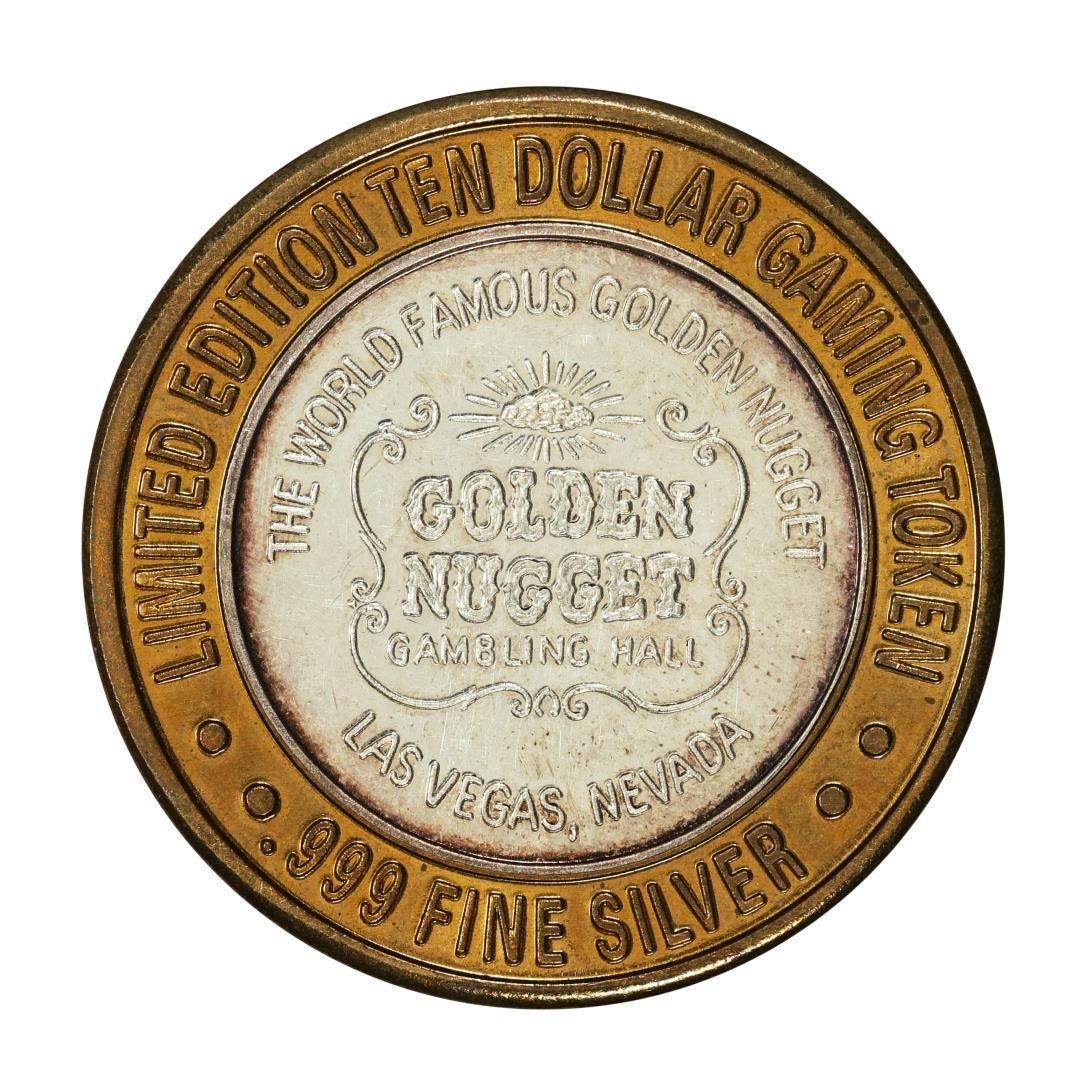 LIMITED EDITION TEN DOLLAR GAMING TOKEN
THE WORLD FAMOUS GOLDEN NUGGET
GOLDEN
NUGGET
GAMBLING HALL
LAS VEGAS, NEVADA
.999 FINE SILVER